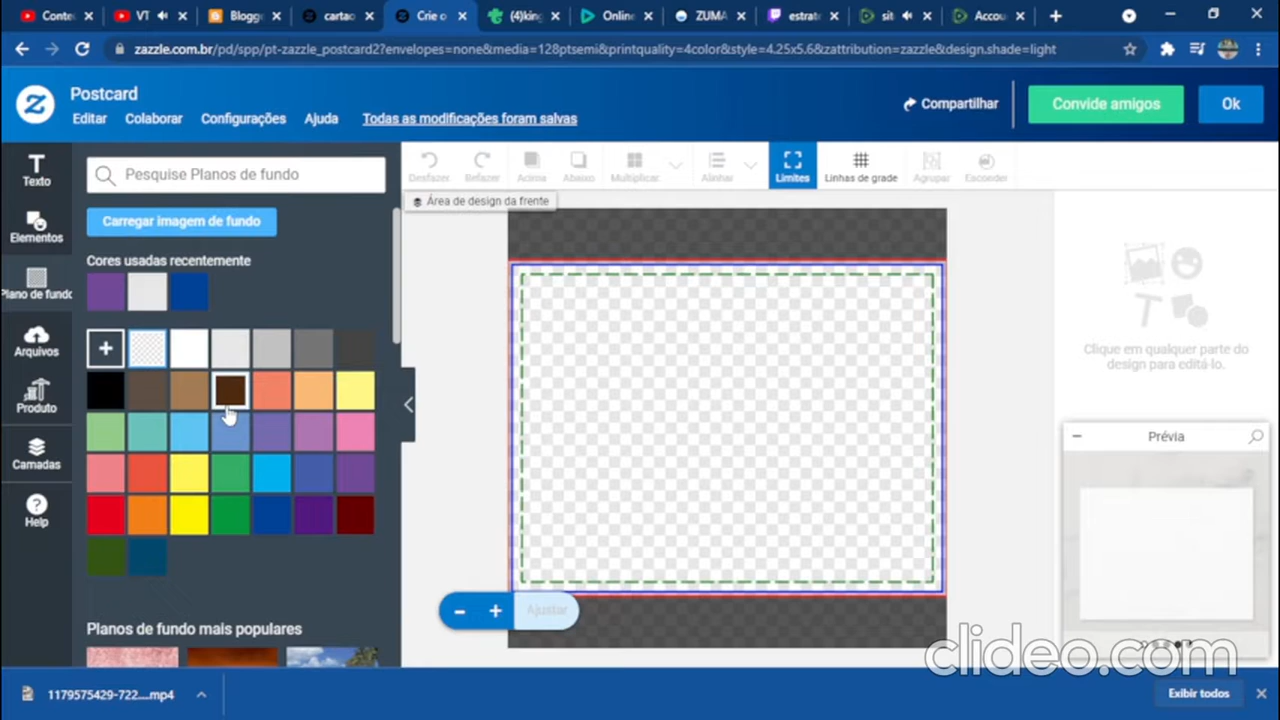 Conte
VT
Blogge
cartao
Crie o
(4)king
Online
ZUMA
estrate
sit
Accou
zazzle.com.br/pd/spp/pt-zazzle_postcard2?envelopes=none&media=128ptsemi&printquality=4color&style=4.25x5.6&zattribution=zazzle&design.shade=light
Postcard
Editar Colaborar Configurações Ajuda Todas as modificações foram salvas
Compartilhar
Convide amigos
Ok
Texto
Elementos
Plano de fundo
Arquivos
Produto
Camadas
Help
Pesquise Planos de fundo
Carregar imagem de fundo
Cores usadas recentemente
Planos de fundo mais populares
Desfazer Refazer Acima Abaixo Multiplicar Alinhar Limites Linhas de grade Agrupar Esconder
Área de design da frente
Ajustar
Clique em qualquer parte do
design para editá-lo.
Prévia
clideo.com
1179575429-722....mp4
Exibir todos